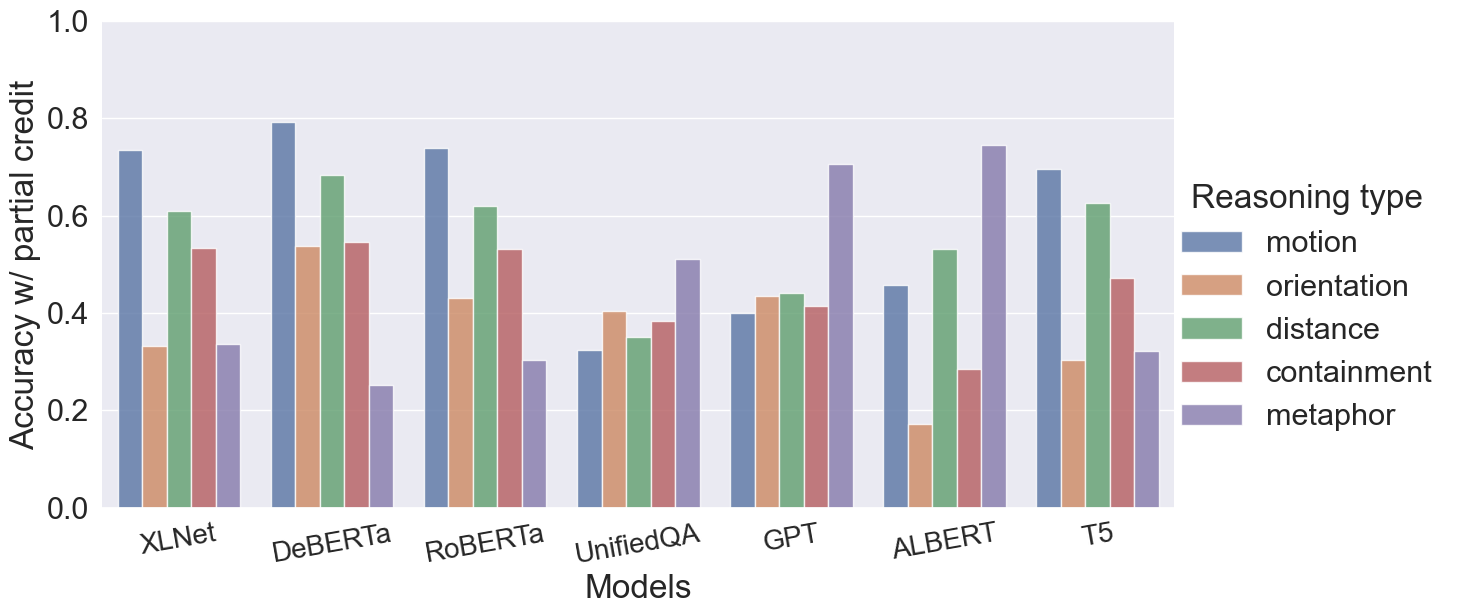 Accuracy w/ partial credit
1.0
0.8
0.6
0.4
0.2
0.0
XLNet
DeBERTa
RoBERTa
UnifiedQA
GPT
ALBERT
T5
Models
Reasoning type
motion
orientation
distance
containment
metaphor